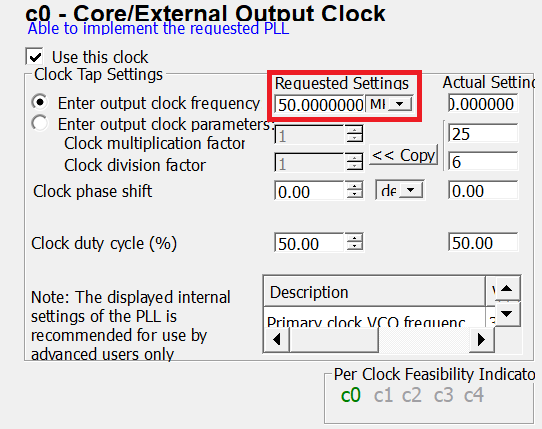 c0 - Core/External Output Clock
Able to implement the requested PLL
Use this clock
Clock Tap Settings
Requested Settings
Actual Settin
Enter output clock frequency
50.0000000
).000000
Enter output clock parameters:
Clock multiplication factor
1
25
Clock division factor
1
<< Copy
6
Clock phase shift
0.00
de
0.00
Clock duty cycle (%)
50.00
50.00
Note: The displayed internal
settings of the PLL is
recommended for use by
advanced users only
Description
Primary clock VCO frequenc
Per Clock Feasibility Indicato
c0 c1 c2 c3 c4